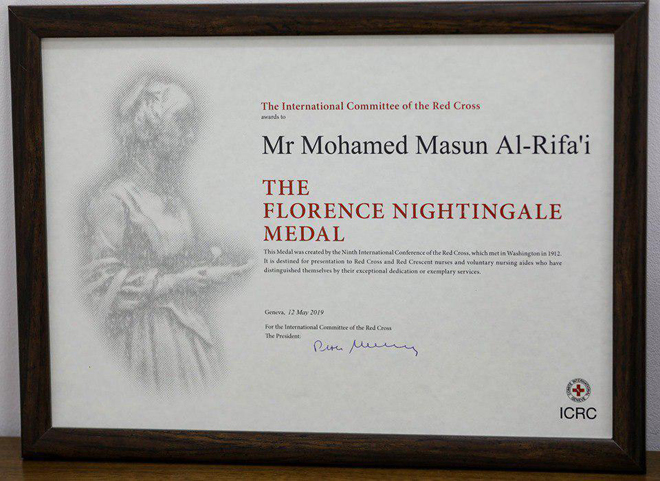 The International Committee of the Red Cross
awards to
Mr Mohamed Masun Al-Rifa'i
THE
FLORENCE NIGHTINGALE
MEDAL
This Medal was created by the Ninth International Conference of the Red Cross, which met in Washington in 1912.
It is destined for presentation to Red Cross and Red Crescent nurses and voluntary nursing aides who have
distinguished themselves by their exceptional dedication or exemplary services.
Geneva, 12 May 2019
For the International Committee of the Red Cross
The President:
ICRC